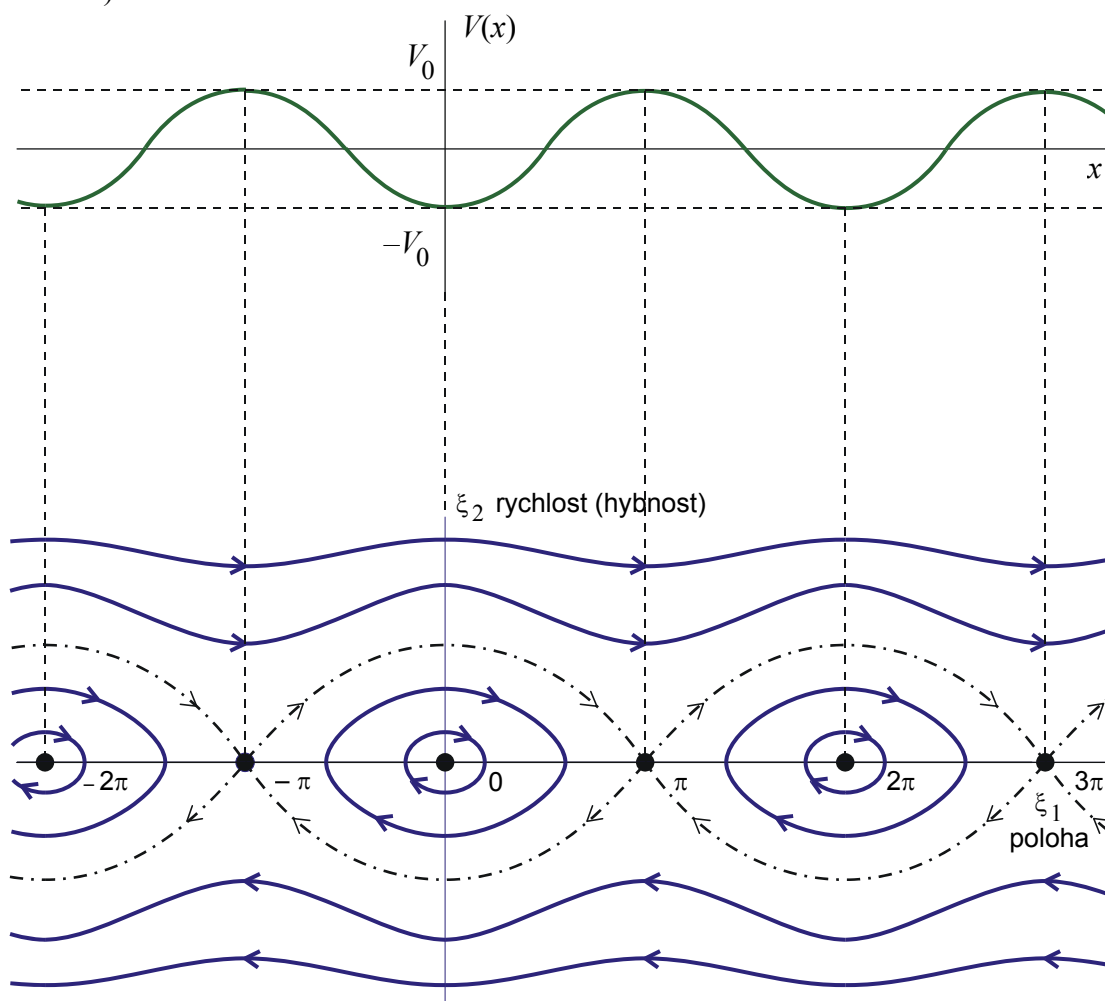 )
V(x)
V₀
x
–V₀
ξ₂ rychlost (hybnost)
– 2π
– π
0
π
2π
3π
ξ₁
poloha